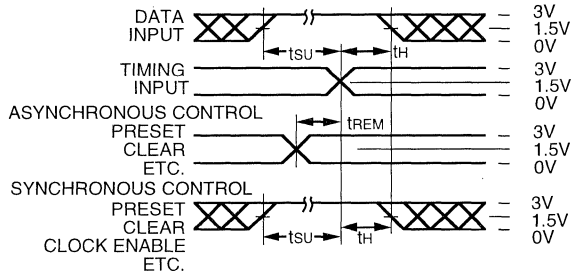 DATA
INPUT
3V
1.5V
0V
tSU
tH
TIMING
INPUT
3V
1.5V
0V
ASYNCHRONOUS CONTROL
PRESET
CLEAR
ETC.
tREM
3V
1.5V
0V
SYNCHRONOUS CONTROL
PRESET
CLEAR
CLOCK ENABLE
ETC.
3V
1.5V
0V
tSU
tH